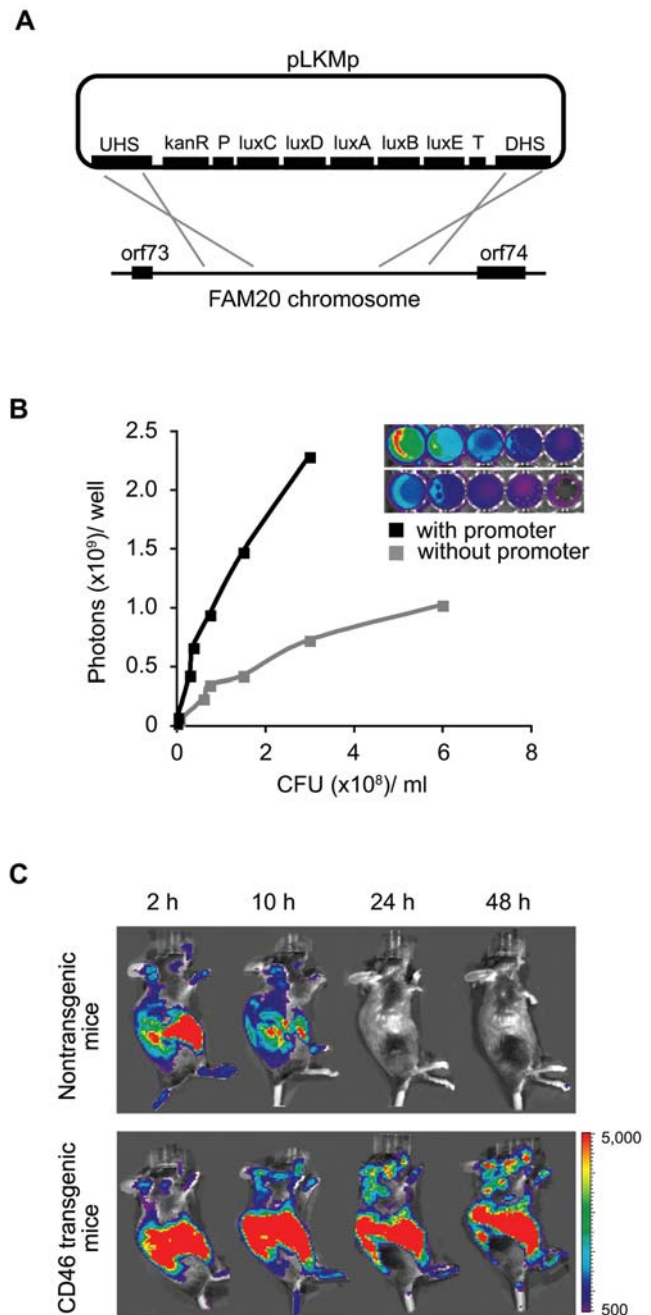 A
pLKMp
UHS kanR P luxC luxD luxA luxB luxE T DHS
orf73 orf74
FAM20 chromosome
B
2.5
2.0
1.5
1.0
0.5
0
Photons (x10⁹)/ well
with promoter
without promoter
0 2 4 6 8
CFU (x10⁸)/ ml
C
2 h 10 h 24 h 48 h
Nontransgenic
mice
CD46 transgenic
mice
5,000
500